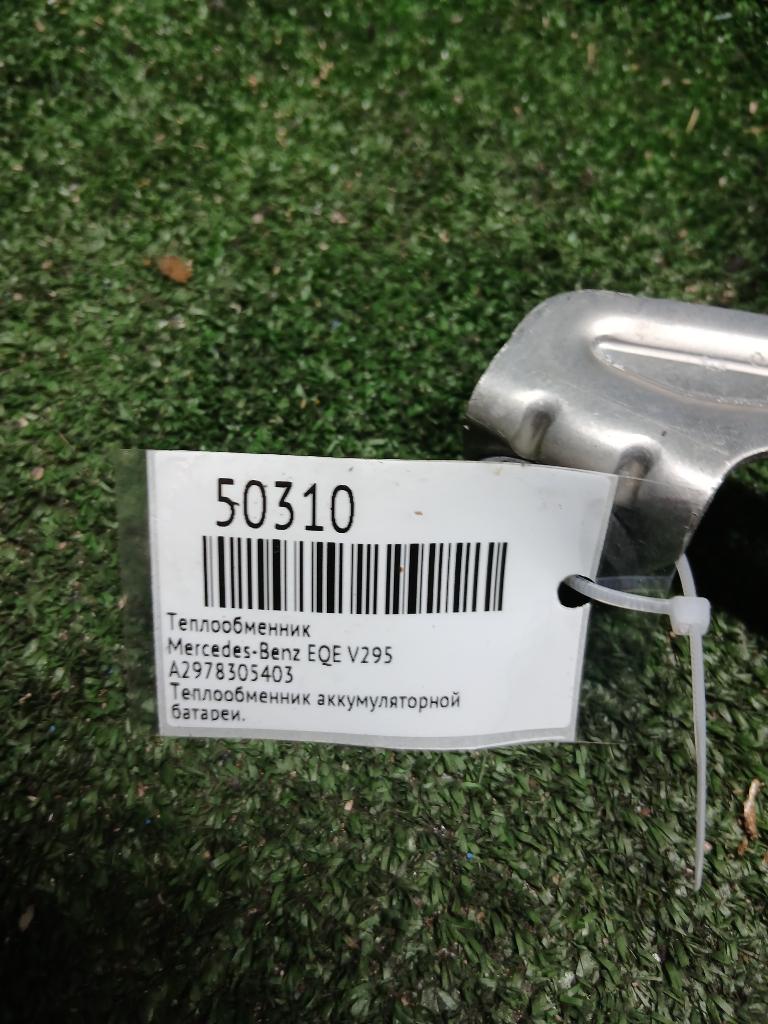 50310
Теплообменник
Mercedes-Benz EQE V295
A2978305403
Теплообменник аккумуляторной
батареи.